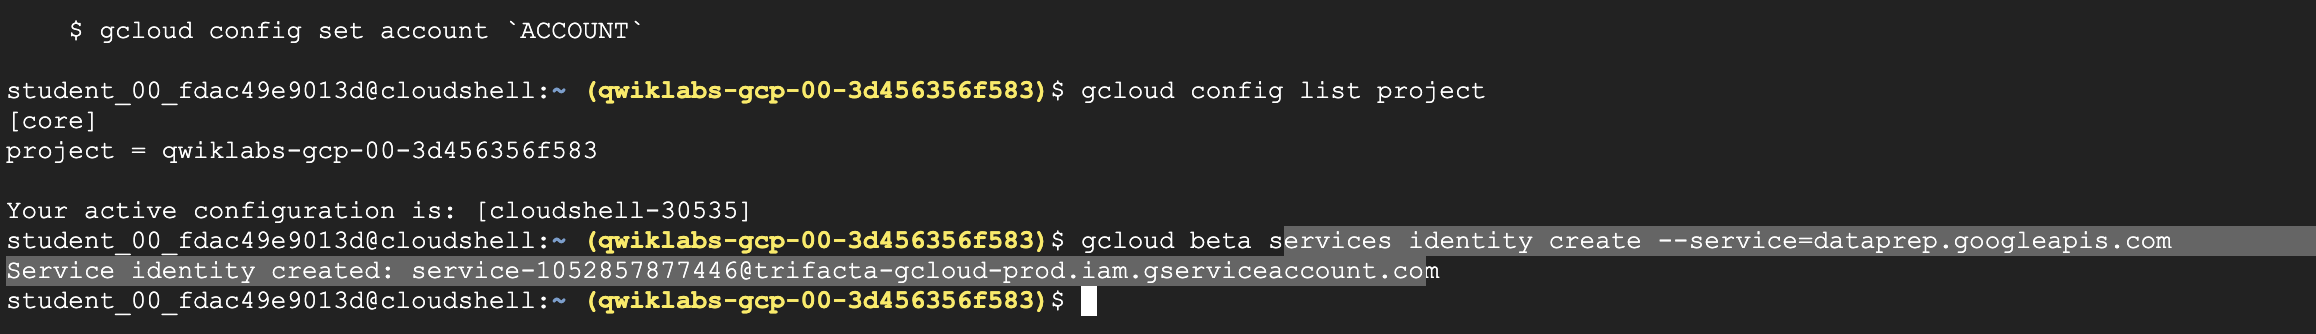 $ gcloud config set account `ACCOUNT`
student_00_fdac49e9013d@cloudshell:~ (qwiklabs-gcp-00-3d456356f583)$ gcloud config list project
[core]
project = qwiklabs-gcp-00-3d456356f583
Your active configuration is: [cloudshell-30535]
student_00_fdac49e9013d@cloudshell:~ (qwiklabs-gcp-00-3d456356f583)$ gcloud beta services identity create --service=dataprep.googleapis.com
Service identity created: service-1052857877446@trifacta-gcloud-prod.iam.gserviceaccount.com
student_00_fdac49e9013d@cloudshell:~ (qwiklabs-gcp-00-3d456356f583)$